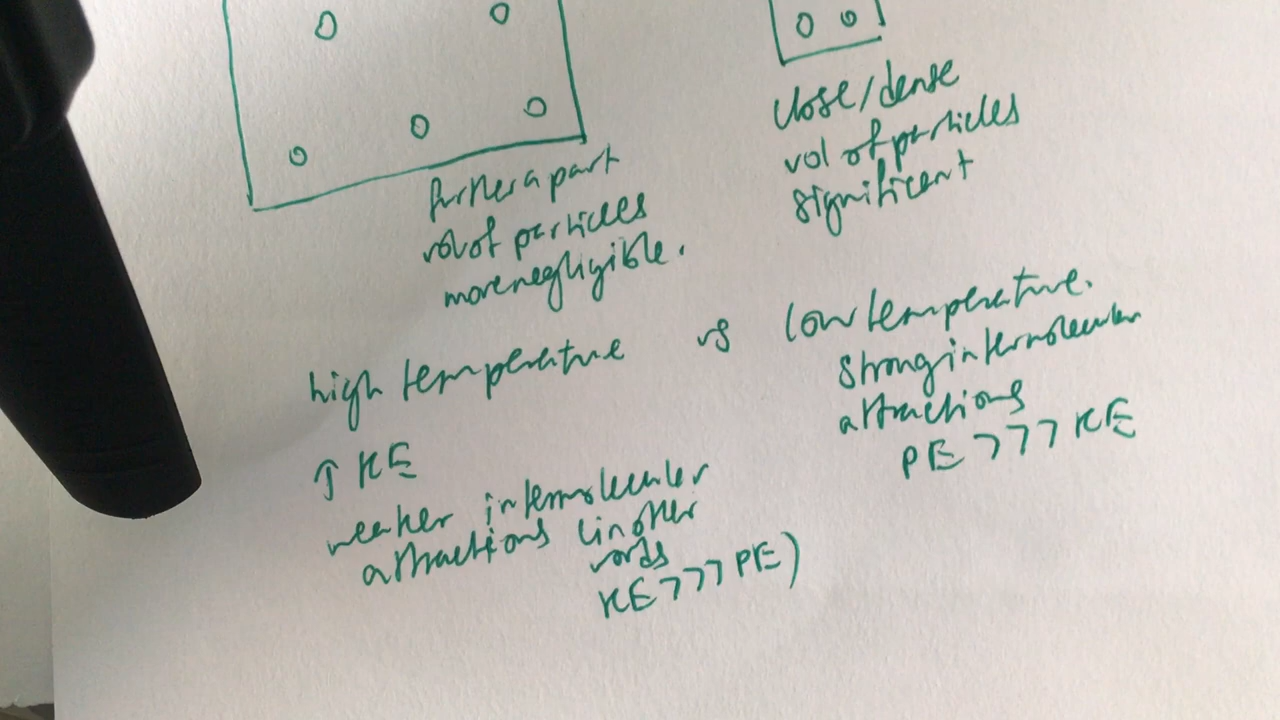 further apart
vol of particles
more negligible.
close/dense
vol of particles
significant
high temperature vs low temperature.
↑ KE
weaker intermolecular
attractions (in other
words
KE >>> PE)
strong intermolecular
attractions
PE >>> KE